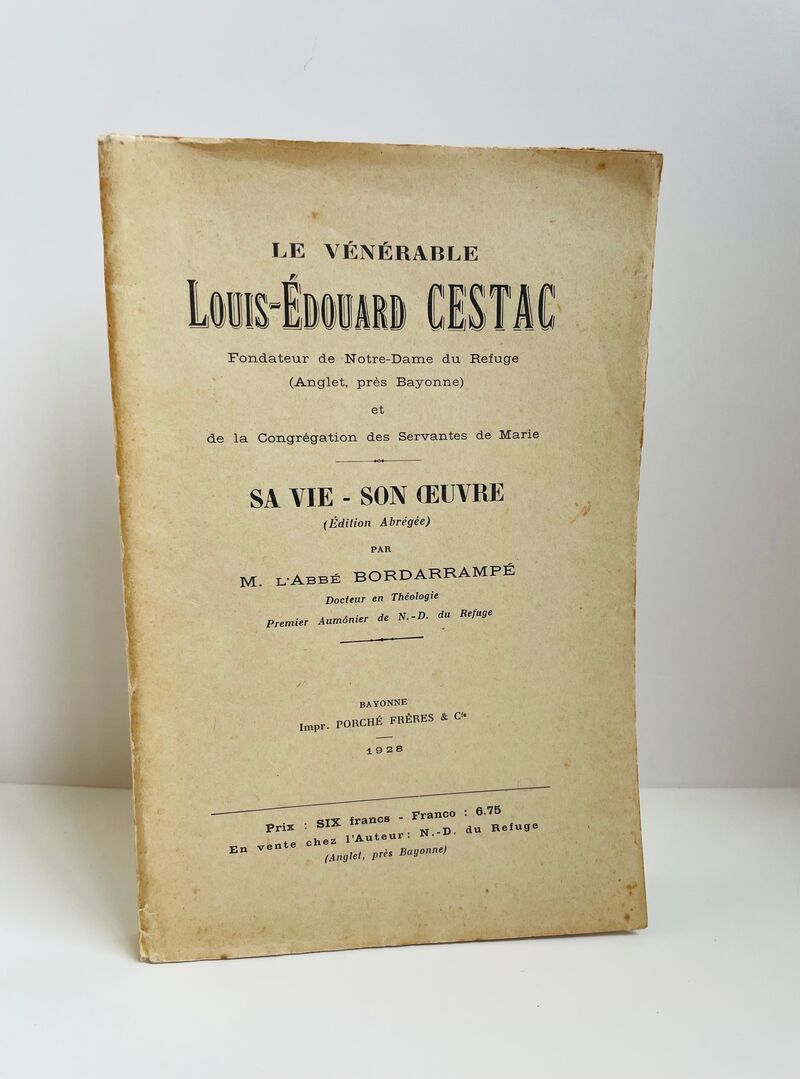 LE VÉNÉRABLE
LOUIS-ÉDOUARD CESTAC
Fondateur de Notre-Dame du Refuge
(Anglet, près Bayonne)
et
de la Congrégation des Servantes de Marie
SA VIE - SON ŒUVRE
(Édition Abrégée)
PAR
M. L'ABBÉ BORDARRAMPÉ
Docteur en Théologie
Premier Aumônier de N.-D. du Refuge
BAYONNE
Impr. PORCHÉ FRÈRES & Cie
1928
Prix : SIX francs - Franco : 6.75
En vente chez l'Auteur: N.-D. du Refuge
(Anglet, près Bayonne)